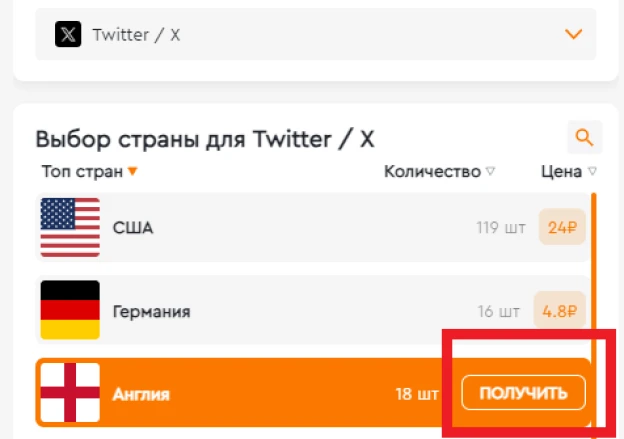 Twitter / X
Выбор страны для Twitter / X
Топ стран Количество Цена
США 119 шт 24₽
Германия 16 шт 4.8₽
Англия 18 шт ПОЛУЧИТЬ